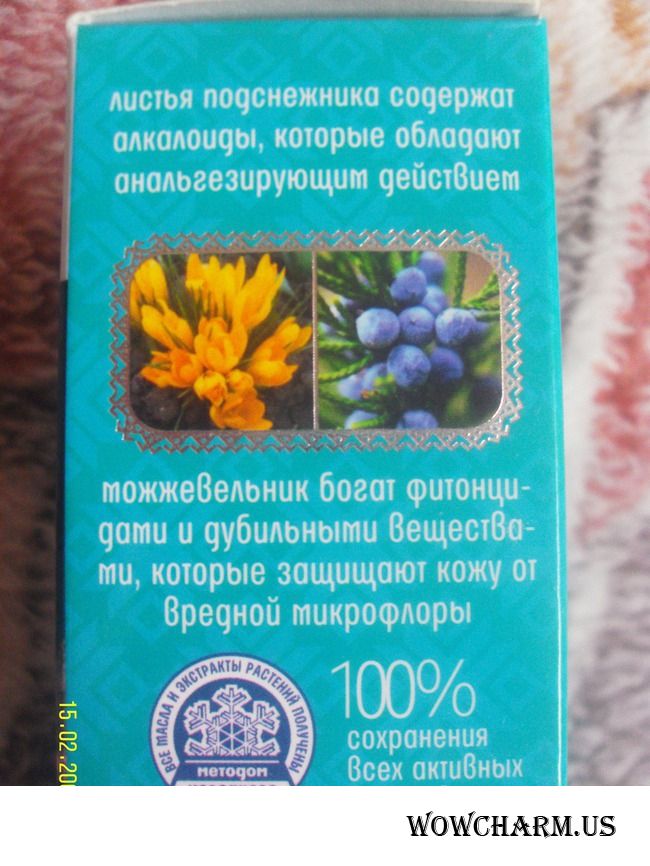 листья подснежника содержат
алкалоиды, которые обладают
анальгезирующим действием
можжевельник богат фитонци-
дами и дубильными вещества-
ми, которые защищают кожу от
вредной микрофлоры
ВСЕ МАСЛА И ЭКСТРАКТЫ РАСТЕНИЙ ПОЛУЧЕНЫ
методом
100%
сохранения
всех активных
15.02.20
WOWCHARM.US